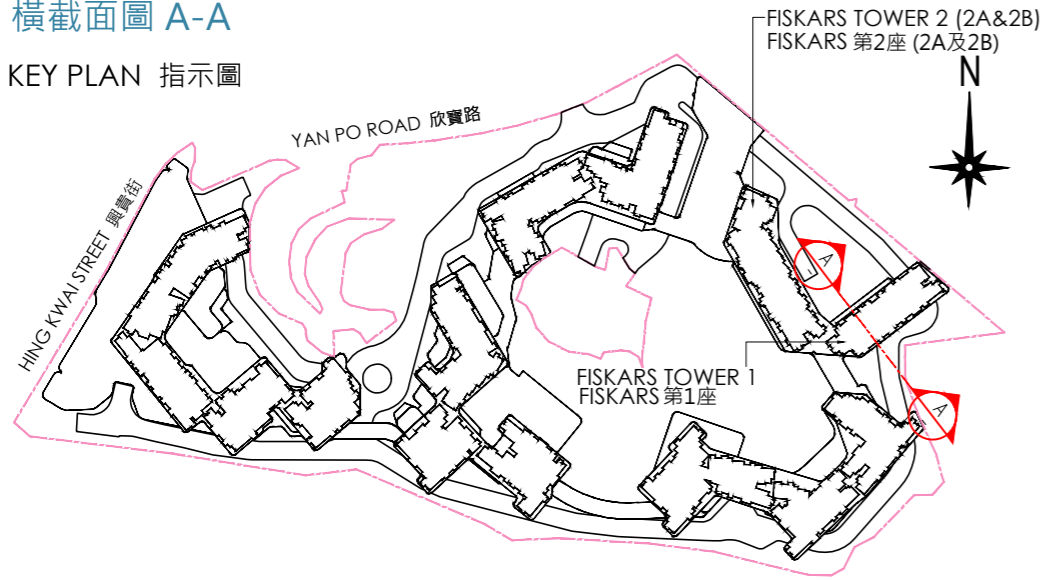 橫截面圖 A-A
KEY PLAN 指示圖
FISKARS TOWER 2 (2A&2B)
FISKARS 第2座 (2A及2B)
N
YAN PO ROAD 欣寶路
HING KWAI STREET 興貴街
A
FISKARS TOWER 1
FISKARS 第1座
A